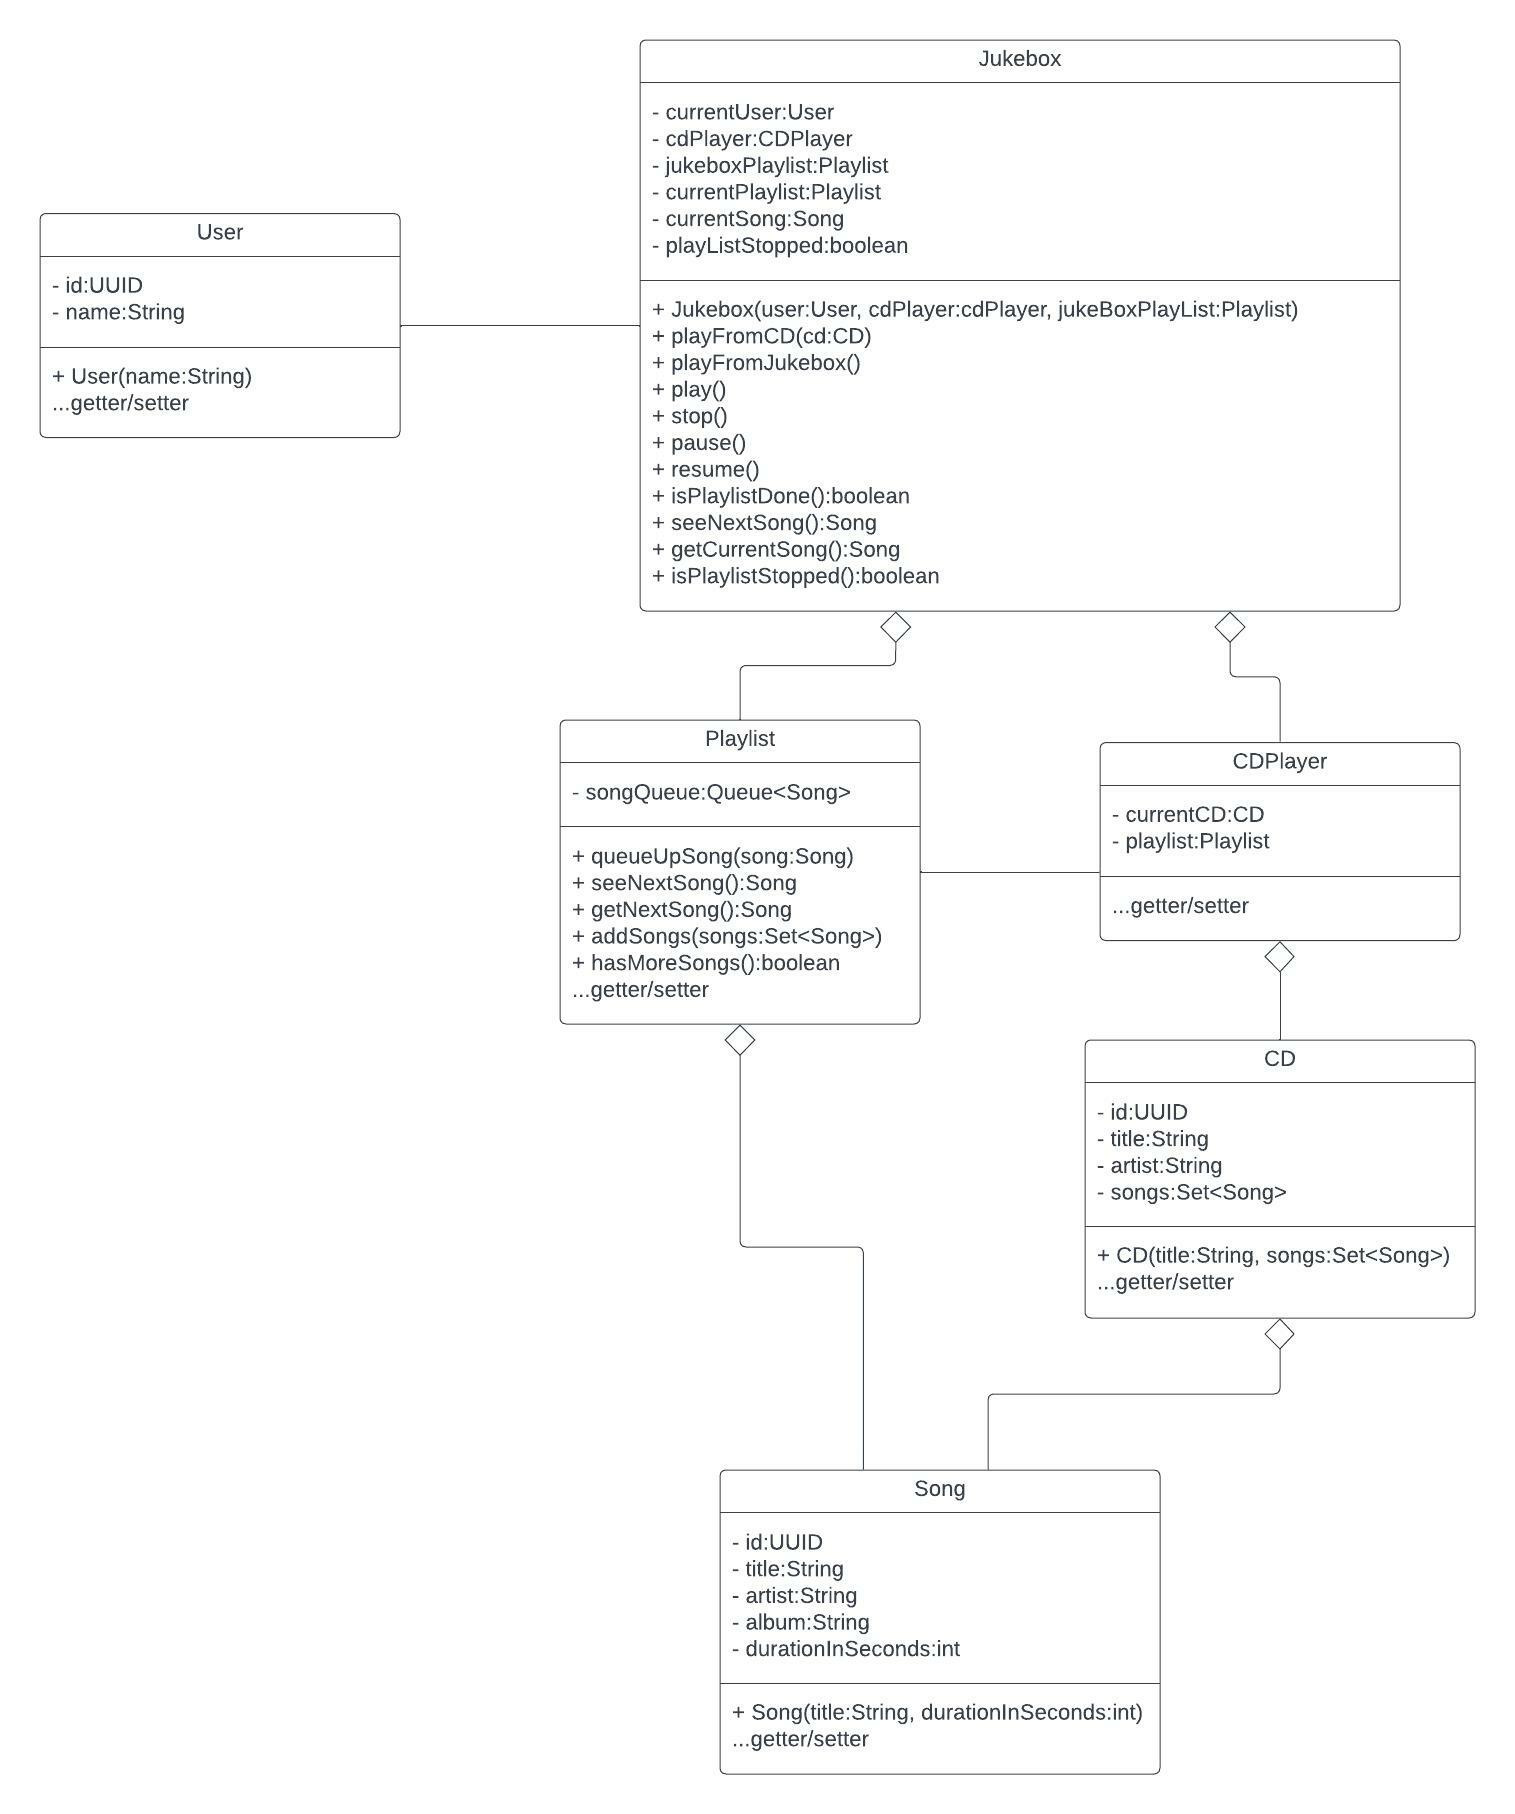 Jukebox
- currentUser:User
- cdPlayer:CDPlayer
- jukeboxPlaylist:Playlist
- currentPlaylist:Playlist
- currentSong:Song
- playListStopped:boolean
+ Jukebox(user:User, cdPlayer:cdPlayer, jukeBoxPlayList:Playlist)
+ playFromCD(cd:CD)
+ playFromJukebox()
+ play()
+ stop()
+ pause()
+ resume()
+ isPlaylistDone():boolean
+ seeNextSong():Song
+ getCurrentSong():Song
+ isPlaylistStopped():boolean
User
- id:UUID
- name:String
+ User(name:String)
...getter/setter
Playlist
- songQueue:Queue<Song>
+ queueUpSong(song:Song)
+ seeNextSong():Song
+ getNextSong():Song
+ addSongs(songs:Set<Song>)
+ hasMoreSongs():boolean
...getter/setter
CDPlayer
- currentCD:CD
- playlist:Playlist
...getter/setter
CD
- id:UUID
- title:String
- artist:String
- songs:Set<Song>
+ CD(title:String, songs:Set<Song>)
...getter/setter
Song
- id:UUID
- title:String
- artist:String
- album:String
- durationInSeconds:int
+ Song(title:String, durationInSeconds:int)
...getter/setter